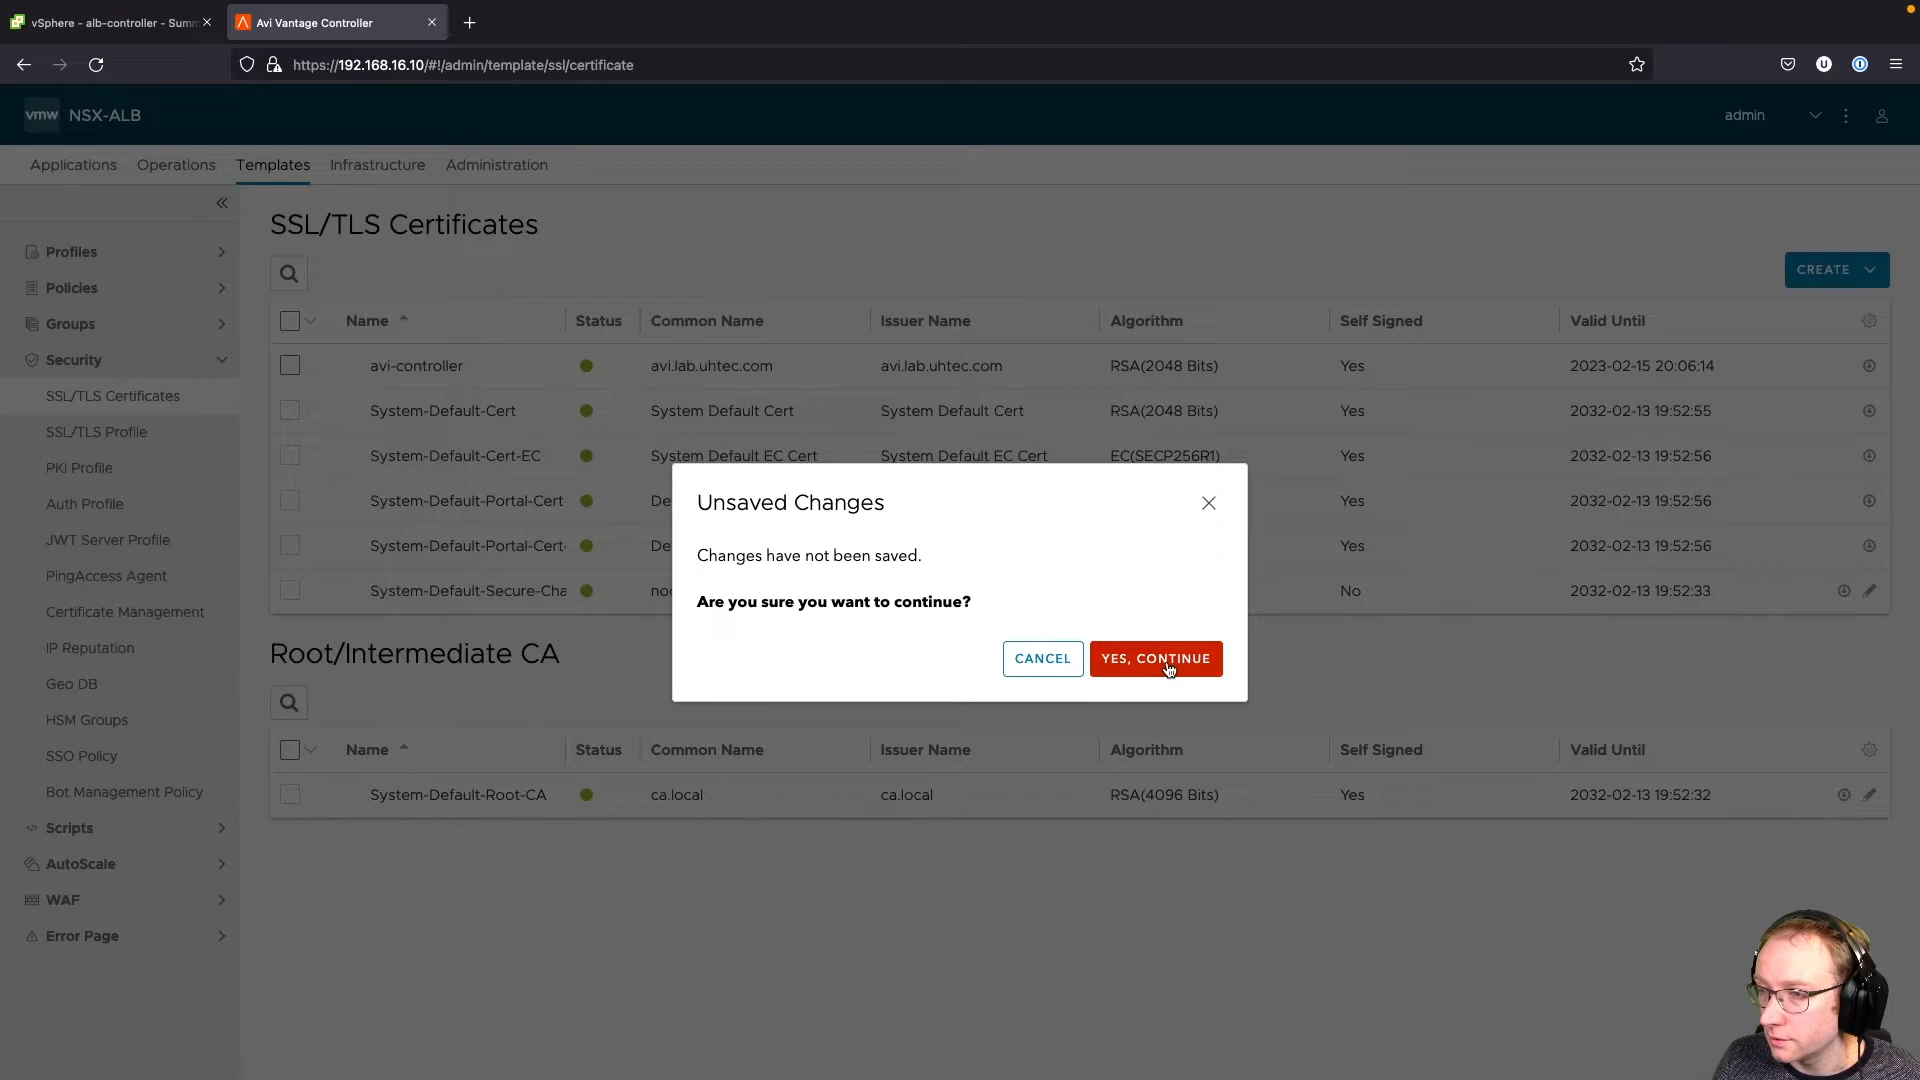 vSphere - alb-controller - Summ
Avi Vantage Controller
https://192.168.16.10/#!/admin/template/ssl/certificate
vmw NSX-ALB
admin
Applications Operations Templates Infrastructure Administration
Profiles
Policies
Groups
Security
SSL/TLS Certificates
SSL/TLS Profile
PKI Profile
Auth Profile
JWT Server Profile
PingAccess Agent
Certificate Management
IP Reputation
Geo DB
HSM Groups
SSO Policy
Bot Management Policy
Scripts
AutoScale
WAF
Error Page
SSL/TLS Certificates
CREATE
Name Status Common Name Issuer Name Algorithm Self Signed Valid Until
avi-controller avi.lab.uhtec.com avi.lab.uhtec.com RSA(2048 Bits) Yes 2023-02-15 20:06:14
System-Default-Cert System Default Cert System Default Cert RSA(2048 Bits) Yes 2032-02-13 19:52:55
System-Default-Cert-EC System Default EC Cert System Default EC Cert EC(SECP256R1) Yes 2032-02-13 19:52:56
System-Default-Portal-Cert De Yes 2032-02-13 19:52:56
System-Default-Portal-Cert- De Yes 2032-02-13 19:52:56
System-Default-Secure-Cha noc No 2032-02-13 19:52:33
Unsaved Changes
Changes have not been saved.
Are you sure you want to continue?
CANCEL YES, CONTINUE
Root/Intermediate CA
Name Status Common Name Issuer Name Algorithm Self Signed Valid Until
System-Default-Root-CA ca.local ca.local RSA(4096 Bits) Yes 2032-02-13 19:52:32